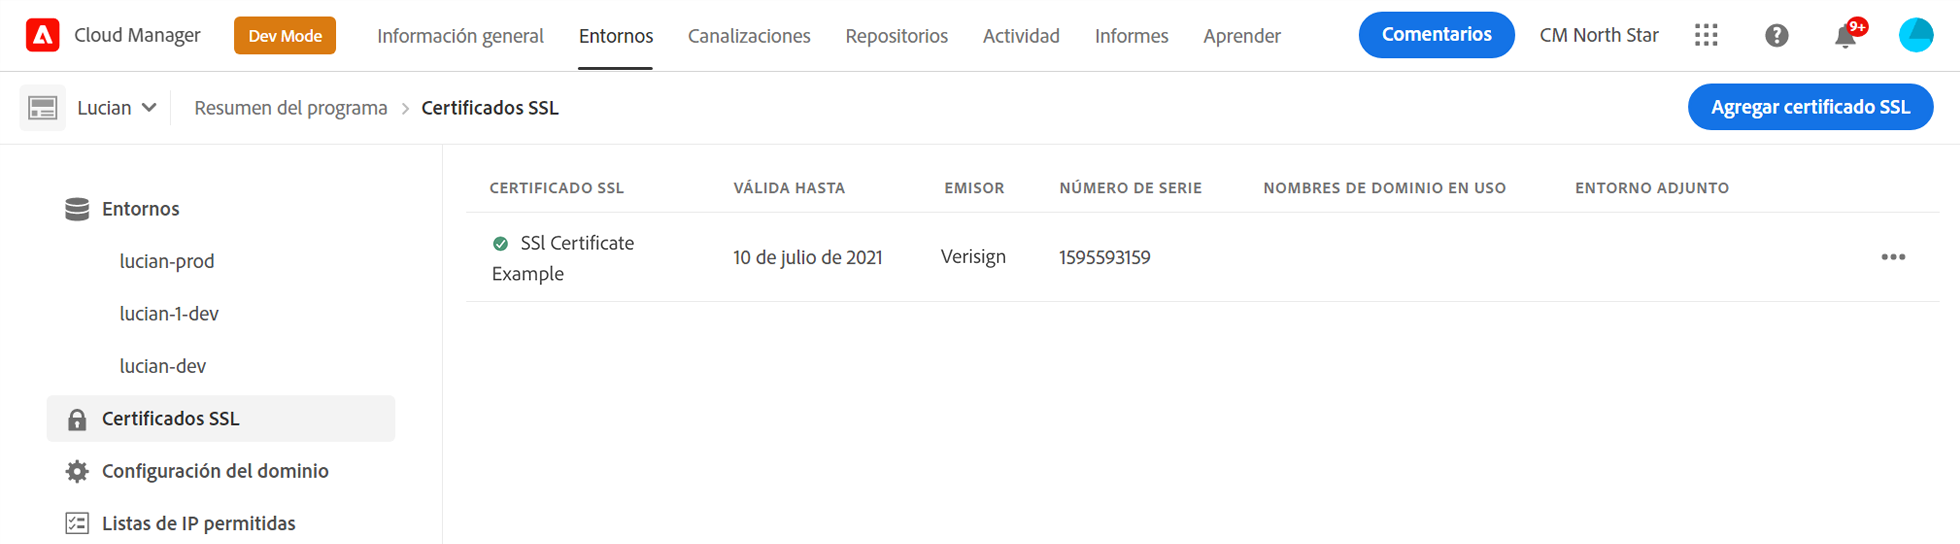 Cloud Manager Dev Mode Información general Entornos Canalizaciones Repositorios Actividad Informes Aprender Comentarios CM North Star 9+
Lucian Resumen del programa > Certificados SSL Agregar certificado SSL
Entornos
lucian-prod
lucian-1-dev
lucian-dev
Certificados SSL
Configuración del dominio
Listas de IP permitidas
CERTIFICADO SSL VÁLIDA HASTA EMISOR NÚMERO DE SERIE NOMBRES DE DOMINIO EN USO ENTORNO ADJUNTO
SSl Certificate
Example 10 de julio de 2021 Verisign 1595593159